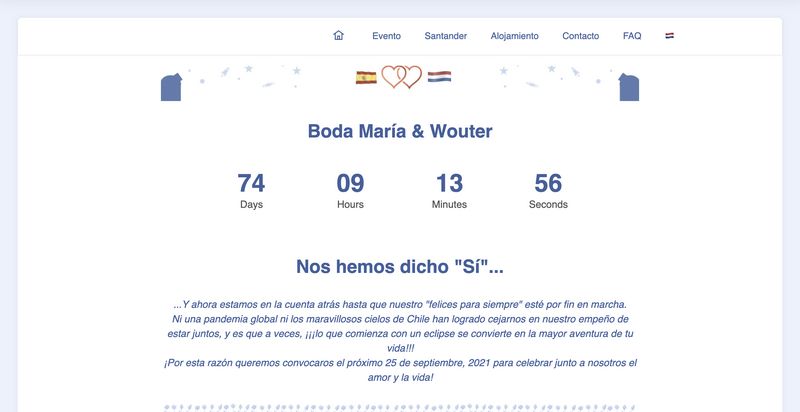 Evento Santander Alojamiento Contacto FAQ
Boda María & Wouter
74 09 13 56
Days Hours Minutes Seconds
Nos hemos dicho "Sí"...
...Y ahora estamos en la cuenta atrás hasta que nuestro "felices para siempre" esté por fin en marcha.
Ni una pandemia global ni los maravillosos cielos de Chile han logrado cejarnos en nuestro empeño de
estar juntos, y es que a veces, ¡¡¡lo que comienza con un eclipse se convierte en la mayor aventura de tu
vida!!!
¡Por esta razón queremos convocaros el próximo 25 de septiembre, 2021 para celebrar junto a nosotros el
amor y la vida!